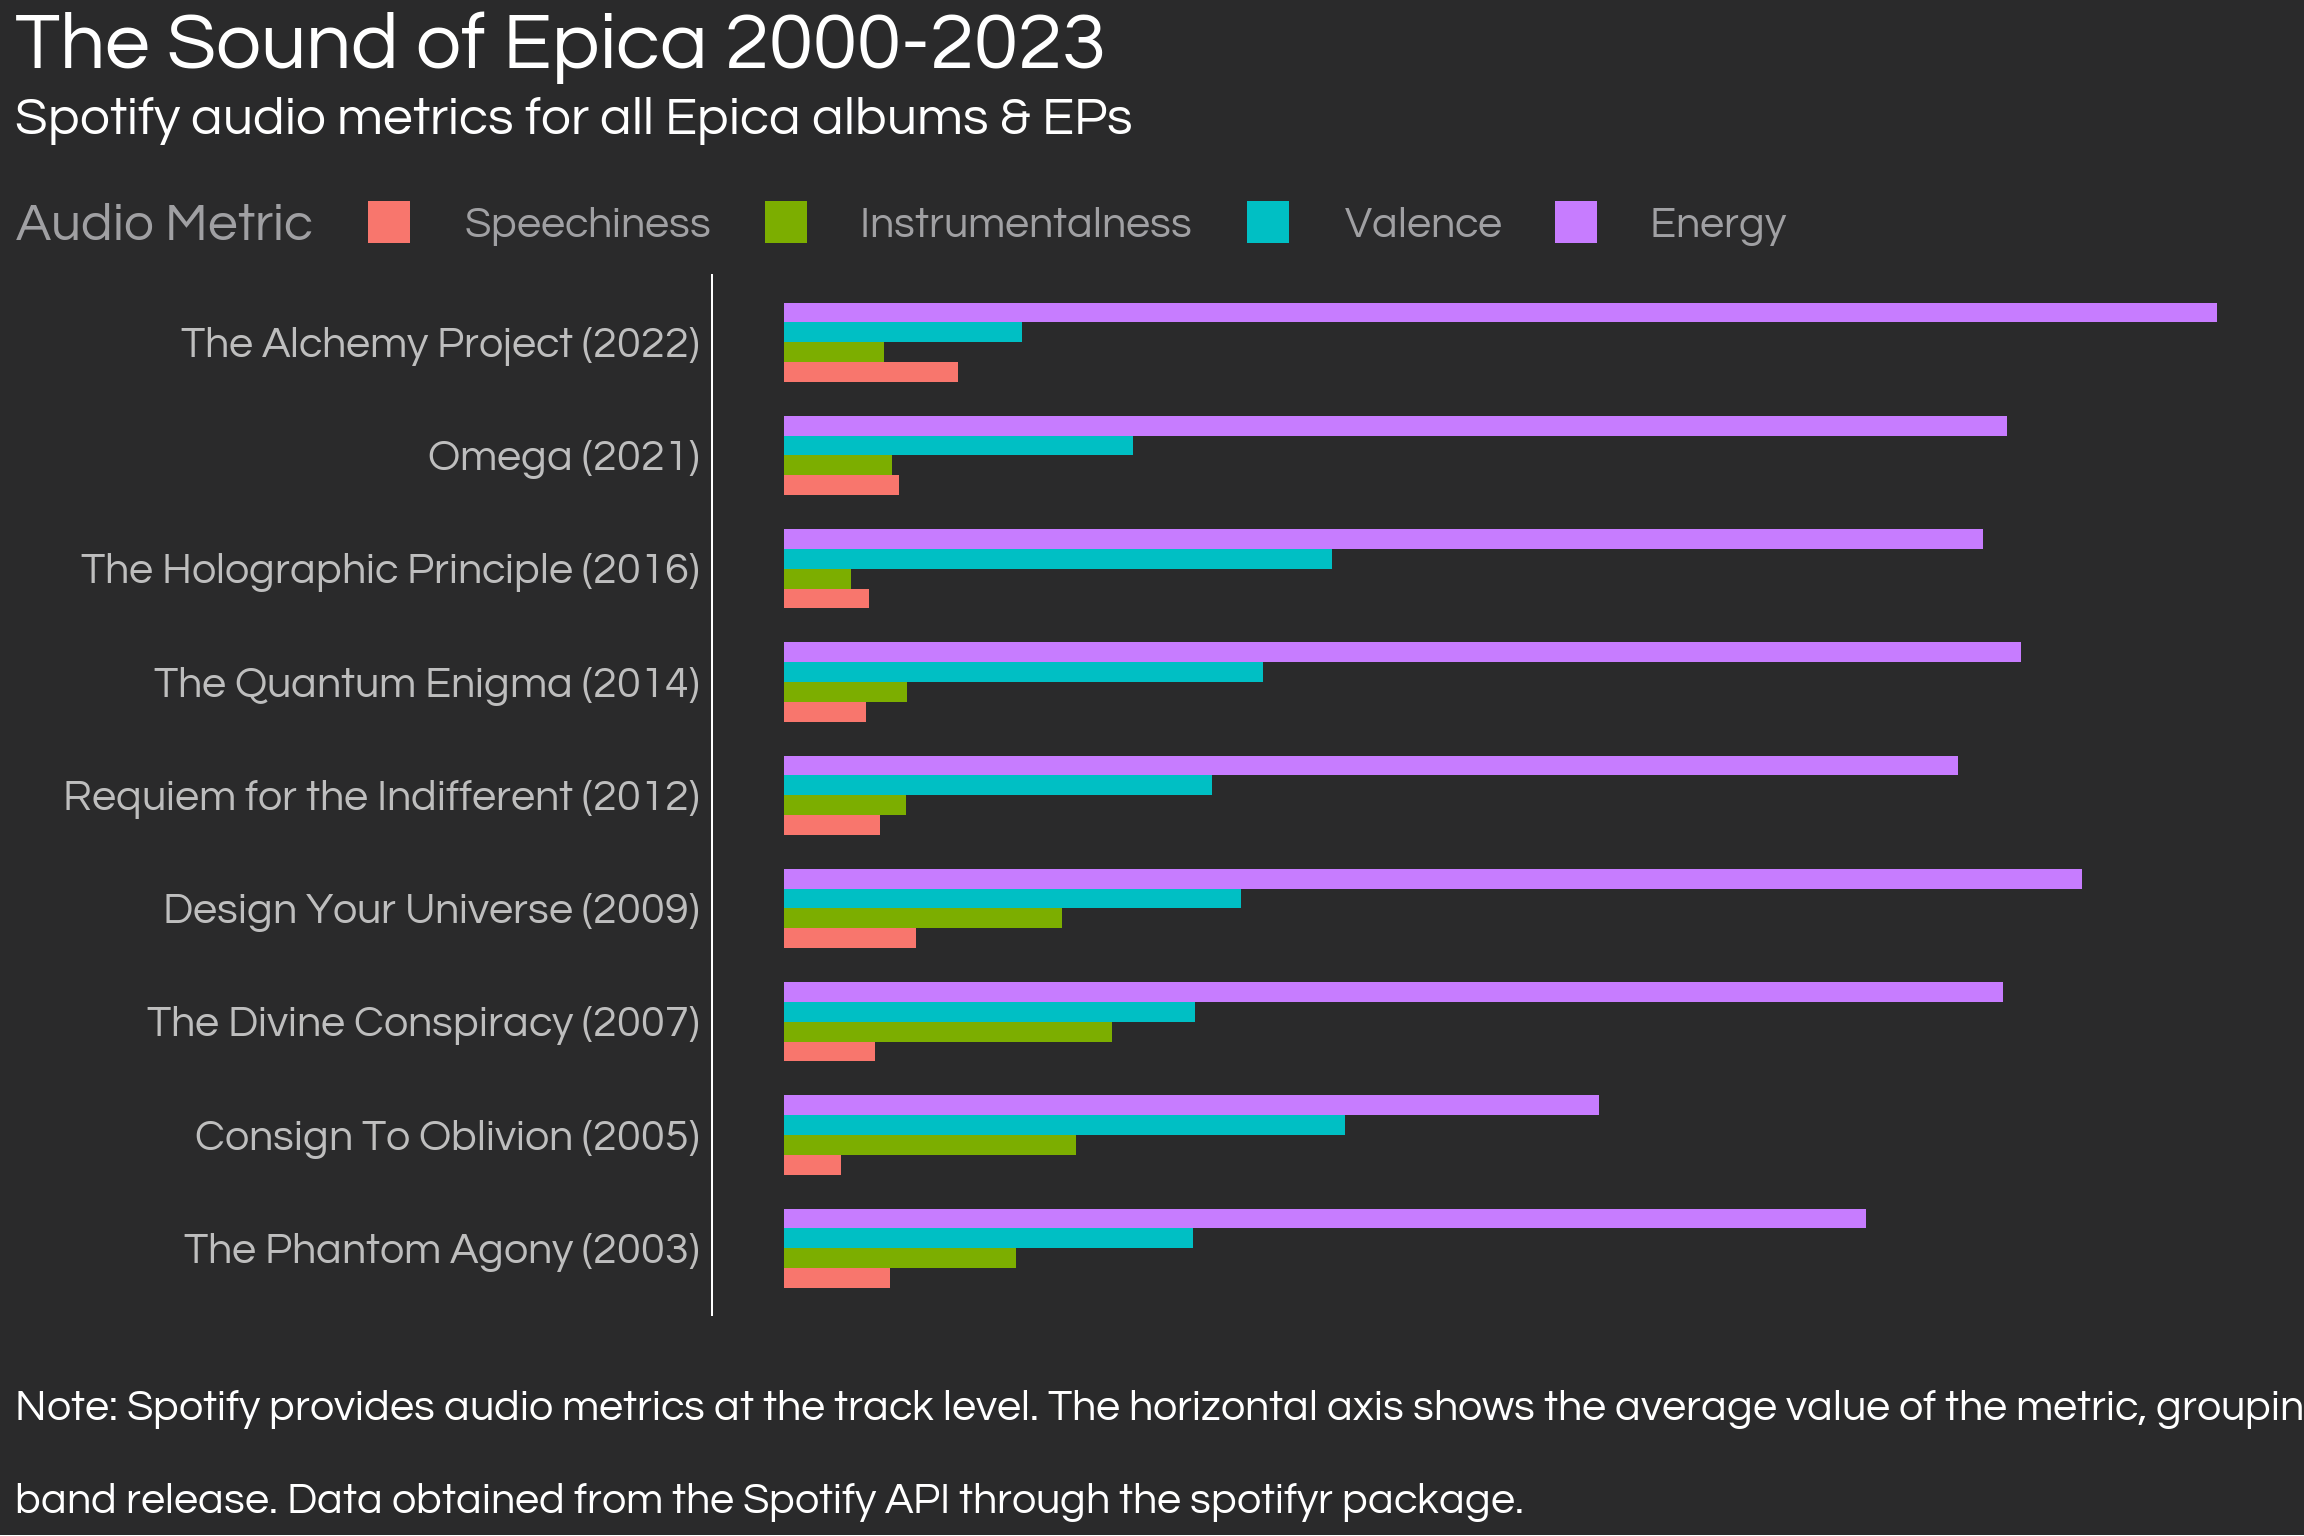 The Sound of Epica 2000-2023
Spotify audio metrics for all Epica albums & EPs
Audio Metric Speechiness Instrumentalness Valence Energy
The Alchemy Project (2022)
Omega (2021)
The Holographic Principle (2016)
The Quantum Enigma (2014)
Requiem for the Indifferent (2012)
Design Your Universe (2009)
The Divine Conspiracy (2007)
Consign To Oblivion (2005)
The Phantom Agony (2003)
Note: Spotify provides audio metrics at the track level. The horizontal axis shows the average value of the metric, groupin
band release. Data obtained from the Spotify API through the spotifyr package.